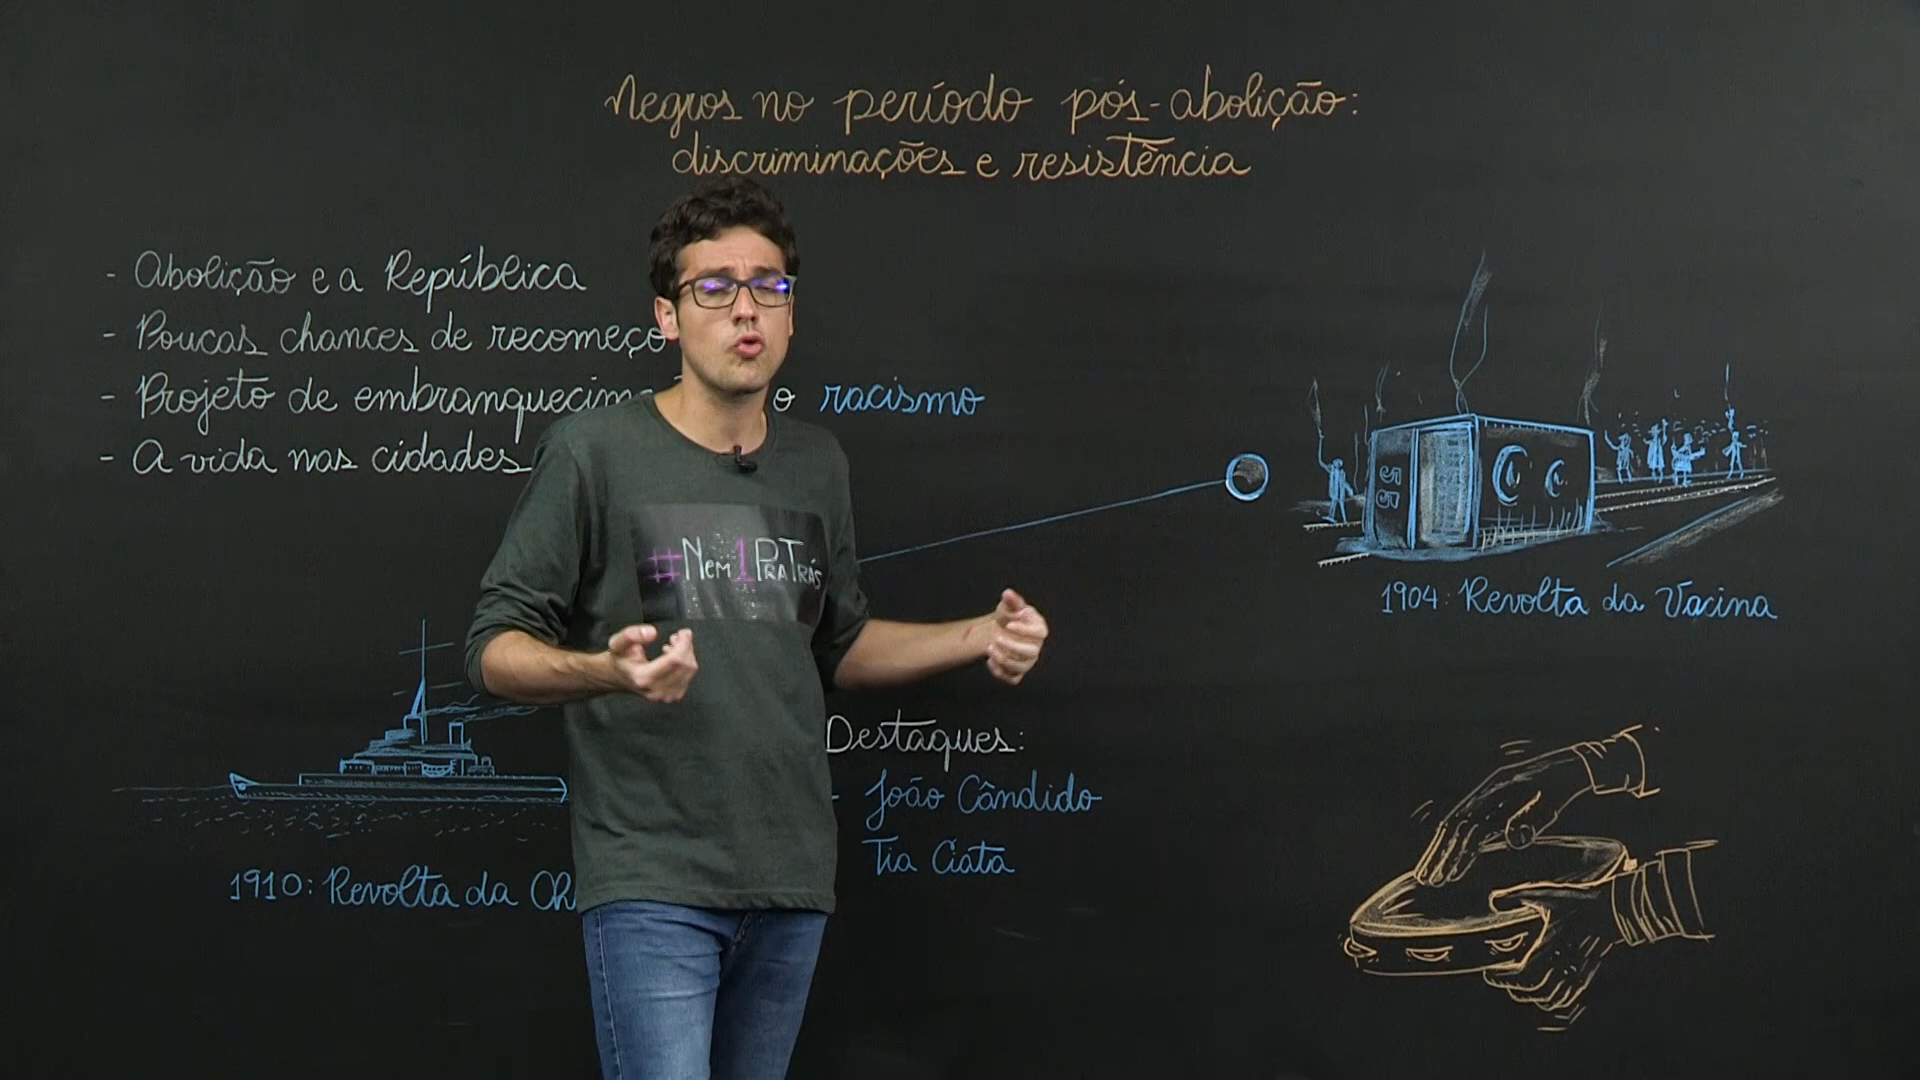 Negros no período pós-abolição:
discriminações e resistência
- Abolição e a República
- Poucas chances de recomeço
- Projeto de embranquecim o racismo
- A vida nas cidades
#Nem1PraTrás
1904: Revolta da Vacina
Destaques:
- João Cândido
Tia Ciata
1910: Revolta da Ch